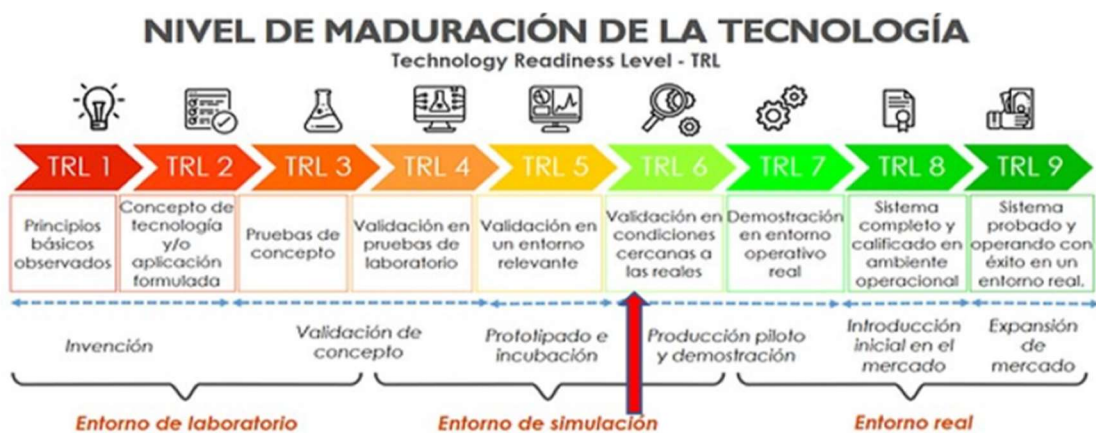 NIVEL DE MADURACIÓN DE LA TECNOLOGÍA
Technology Readiness Level - TRL
TRL 1
TRL 2
TRL 3
TRL 4
TRL 5
TRL 6
TRL 7
TRL 8
TRL 9
Principios
básicos
observados
Concepto de
tecnología
y/o
aplicación
formulada
Pruebas de
concepto
Validación en
pruebas de
laboratorio
Validación en
un entorno
relevante
Validación en
condiciones
cercanas a
las reales
Demostración
en entorno
operativo
real
Sistema
completo y
calificado en
ambiente
operacional
Sistema
probado y
operando con
éxito en un
entorno real.
Invención
Validación de
concepto
Prototipado e
incubación
Producción piloto
y demostración
Introducción
inicial en el
mercado
Expansión
de
mercado
Entorno de laboratorio
Entorno de simulación
Entorno real